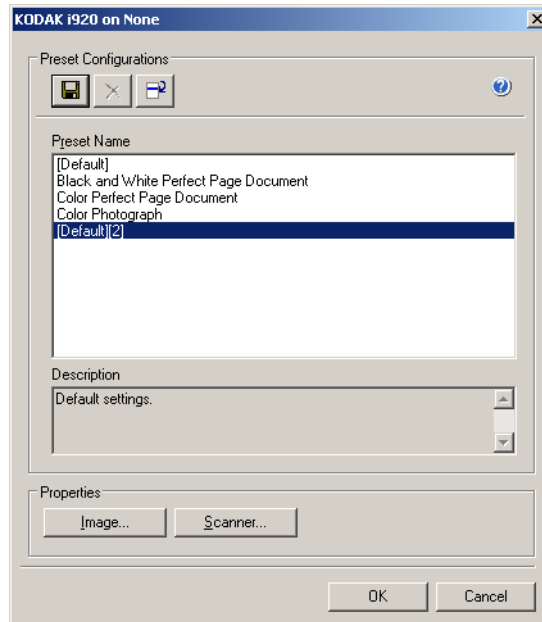 KODAK i920 on None
Preset Configurations
Preset Name
[Default]
Black and White Perfect Page Document
Color Perfect Page Document
Color Photograph
[Default][2]
Description
Default settings.
Properties
Image... Scanner...
OK Cancel